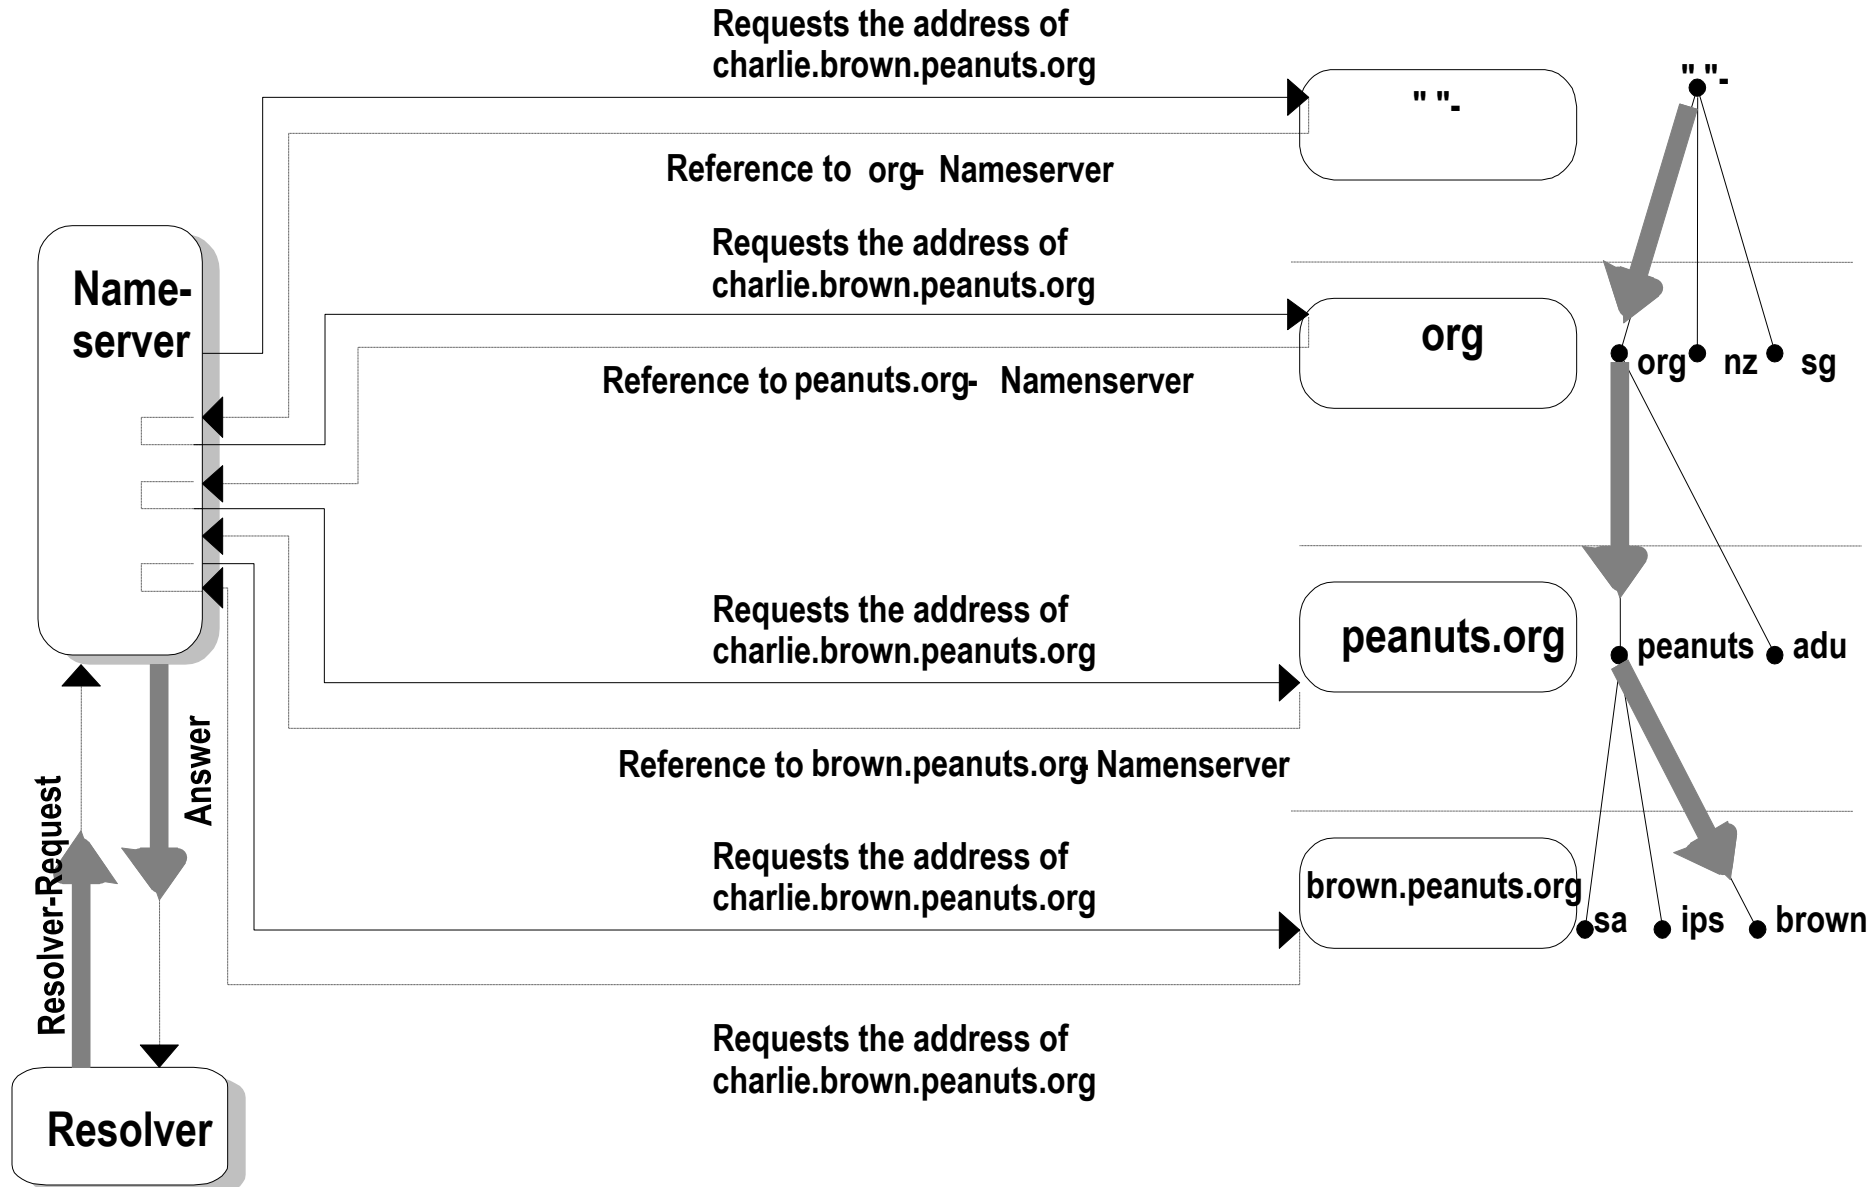 Requests the address of
charlie.brown.peanuts.org
" "-
" "-
Reference to org- Nameserver
Requests the address of
charlie.brown.peanuts.org
Name-
server
org
org nz sg
Reference to peanuts.org- Namenserver
Requests the address of
charlie.brown.peanuts.org
peanuts.org
peanuts adu
Reference to brown.peanuts.org- Namenserver
Answer
Resolver-Request
Requests the address of
charlie.brown.peanuts.org
brown.peanuts.org
sa ips brown
Requests the address of
charlie.brown.peanuts.org
Resolver